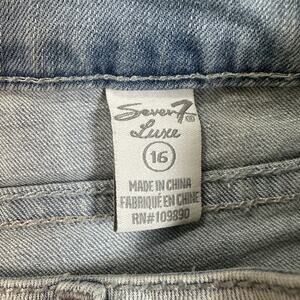 Seven7®
Luxe
16
MADE IN CHINA
FABRIQUÉ EN CHINE
RN#109890